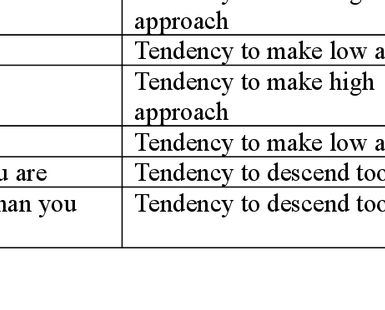 approach
Tendency to make low a
Tendency to make high
approach
Tendency to make low a
u are Tendency to descend too
han you Tendency to descend too